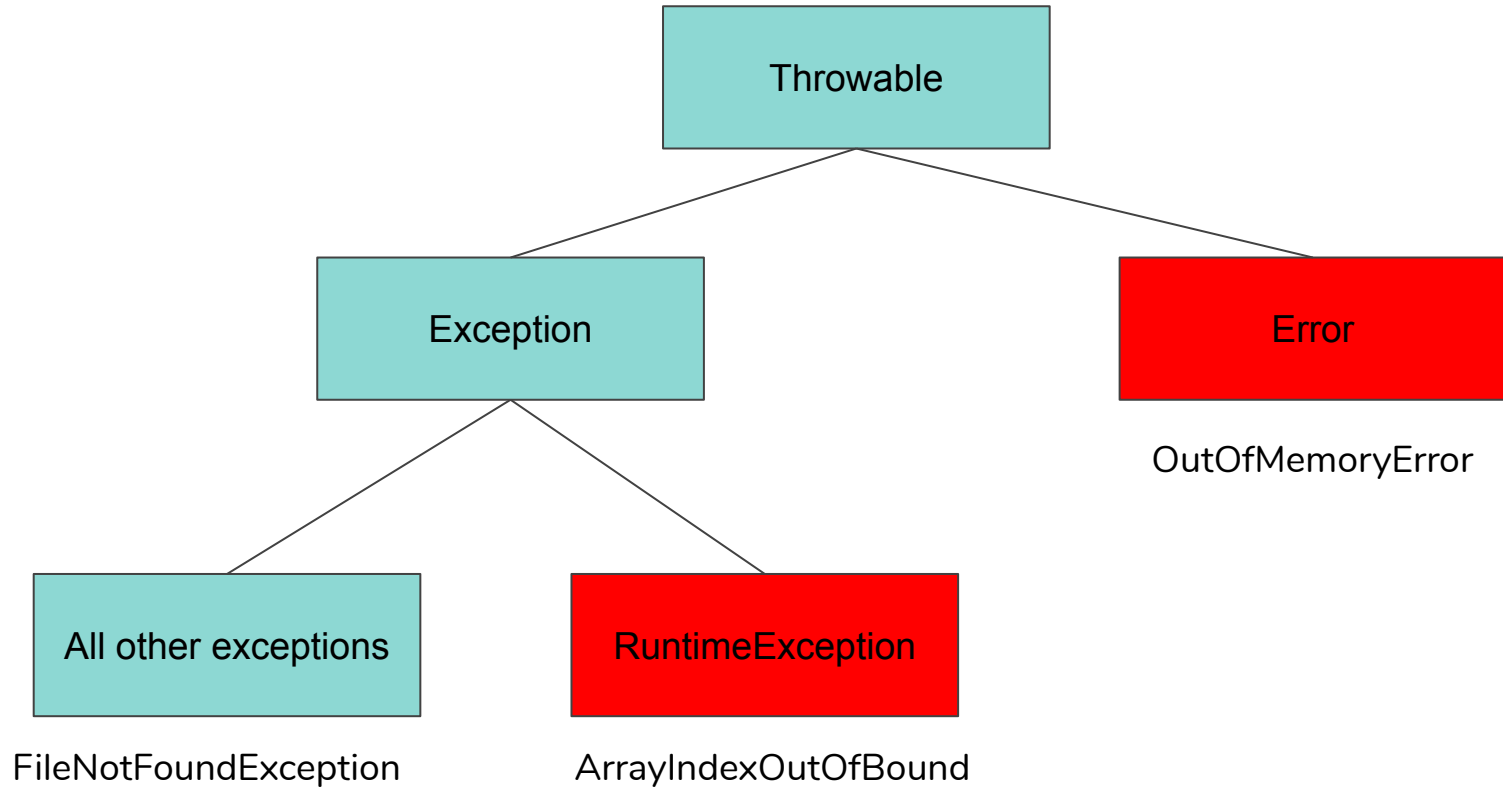 Throwable
Exception
Error
OutOfMemoryError
All other exceptions
RuntimeException
FileNotFoundException
ArrayIndexOutOfBound